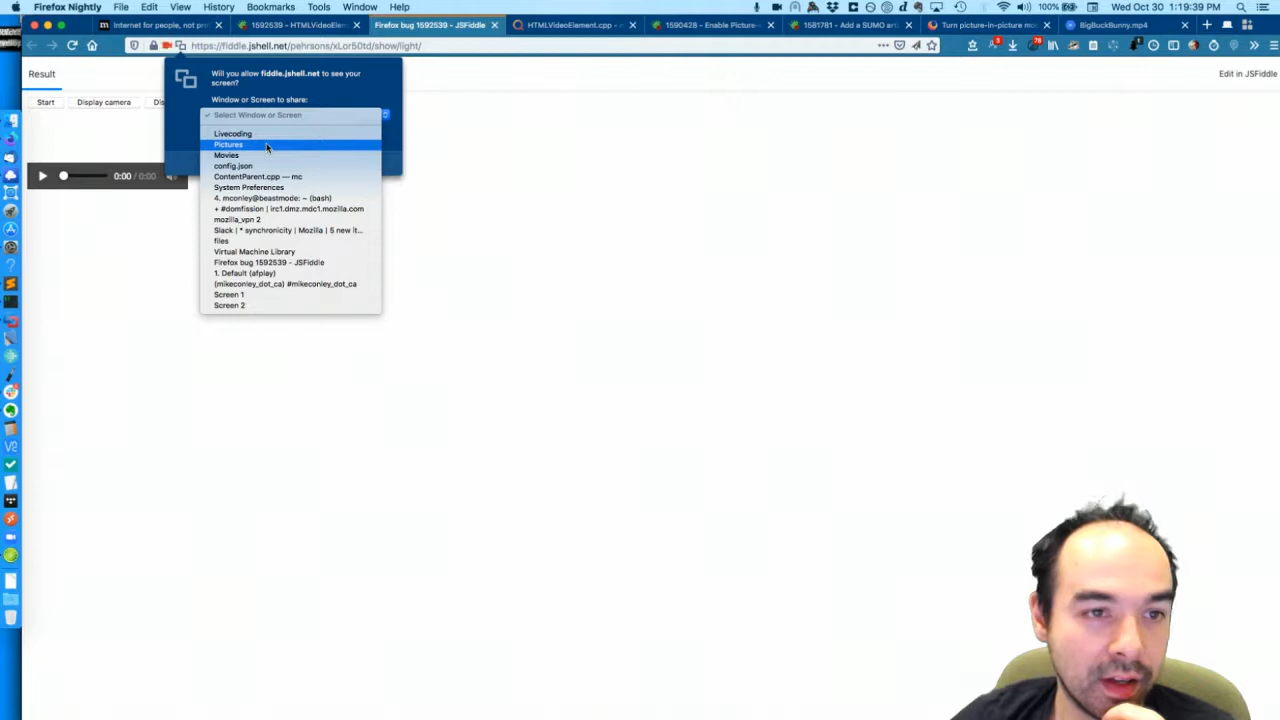 Firefox Nightly File Edit View History Bookmarks Tools Window Help 100% Wed Oct 30 1:19:39 PM
Internet for people, not pro 1592539 - HTMLVideoElem Firefox bug 1592539 - JSFiddle HTMLVideoElement.cpp - m 1590428 - Enable Picture- 1581781 - Add a SUMO arti Turn picture-in-picture mo BigBuckBunny.mp4
https://fiddle.jshell.net/pehrsons/xLor50td/show/light/
Result
Edit in JSFiddle
Start Display camera Dis
Will you allow fiddle.jshell.net to see your
screen?
Window or Screen to share:
Select Window or Screen
Livecoding
Pictures
Movies
config.json
ContentParent.cpp — mc
System Preferences
4. mconley@beastmode: ~ (bash)
+ #domfission | irc1.dmz.mdc1.mozilla.com
mozilla_vpn 2
Slack | * synchronicity | Mozilla | 5 new it...
files
Virtual Machine Library
Firefox bug 1592539 - JSFiddle
1. Default (afplay)
(mikeconley_dot_ca) #mikeconley_dot_ca
Screen 1
Screen 2
0:00 / 0:00